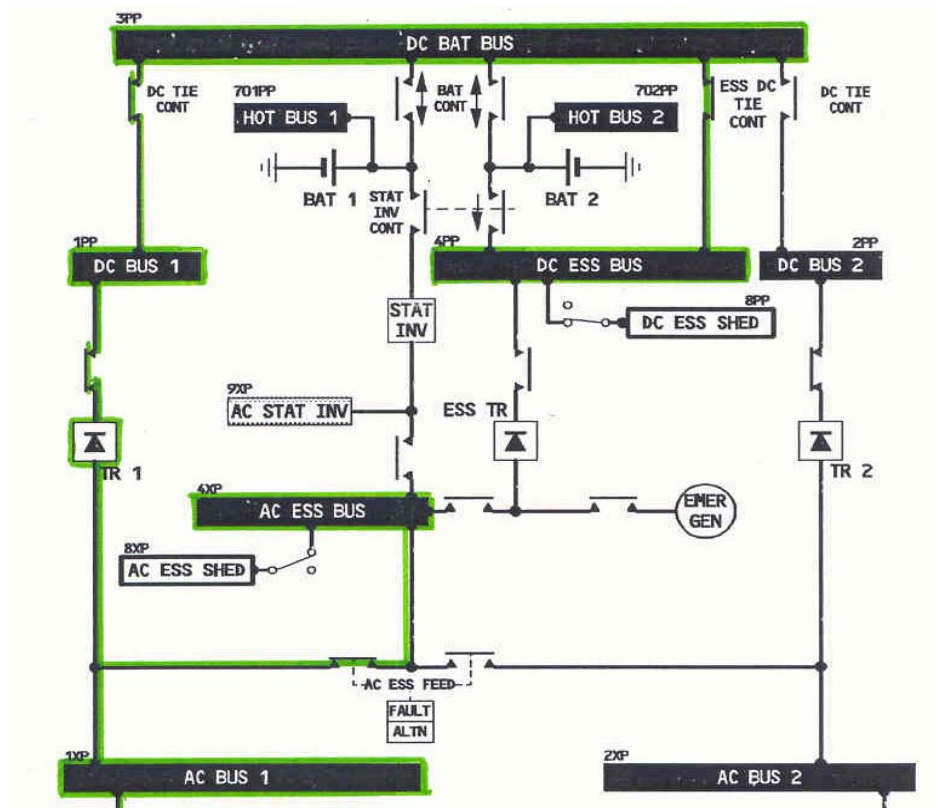 3PP
DC BAT BUS
DC TIE
CONT
701PP
HOT BUS 1
BAT
CONT
702PP
HOT BUS 2
ESS DC
TIE
CONT
DC TIE
CONT
BAT 1
STAT
INV
CONT
BAT 2
1PP
DC BUS 1
4PP
DC ESS BUS
2PP
DC BUS 2
STAT
INV
8PP
DC ESS SHED
9XP
AC STAT INV
ESS TR
TR 1
TR 2
4XP
AC ESS BUS
EMER
GEN
8XP
AC ESS SHED
AC ESS FEED
FAULT
ALTN
1XP
AC BUS 1
2XP
AC BUS 2